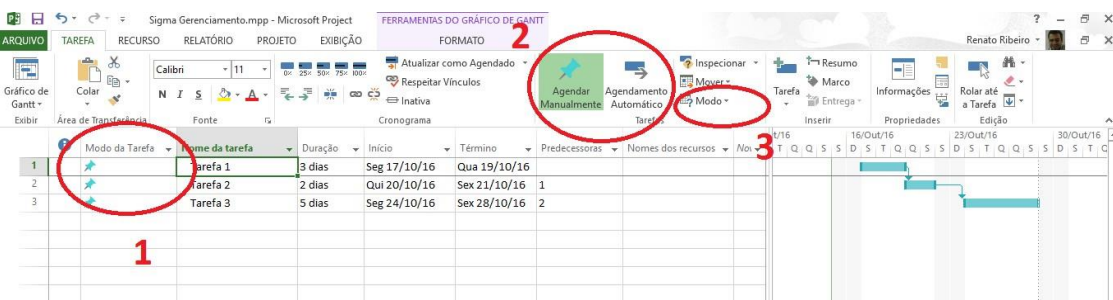 Sigma Gerenciamento.mpp - Microsoft Project
FERRAMENTAS DO GRÁFICO DE GANTT
2
ARQUIVO TAREFA RECURSO RELATÓRIO PROJETO EXIBIÇÃO FORMATO Renato Ribeiro
Gráfico de Gantt
Exibir
Colar
Área de Transferência
Calibri 11
N I S A
Fonte
0% 25% 50% 75% 100%
Atualizar como Agendado
Respeitar Vínculos
Inativa
Cronograma
Agendar Manualmente
Agendamento Automático
Inspecionar
Mover
Modo
Tarefas
Tarefa
Resumo
Marco
Entrega
Inserir
Informações
Propriedades
Rolar até a Tarefa
Edição
3
Modo da Tarefa Nome da tarefa Duração Início Término Predecessoras Nomes dos recursos
t/16 16/Out/16 23/Out/16 30/Out/16
T Q Q S S D S T Q Q S S D S T Q Q S S D S T Q
1 Tarefa 1 3 dias Seg 17/10/16 Qua 19/10/16
2 Tarefa 2 2 dias Qui 20/10/16 Sex 21/10/16 1
3 Tarefa 3 5 dias Seg 24/10/16 Sex 28/10/16 2
1